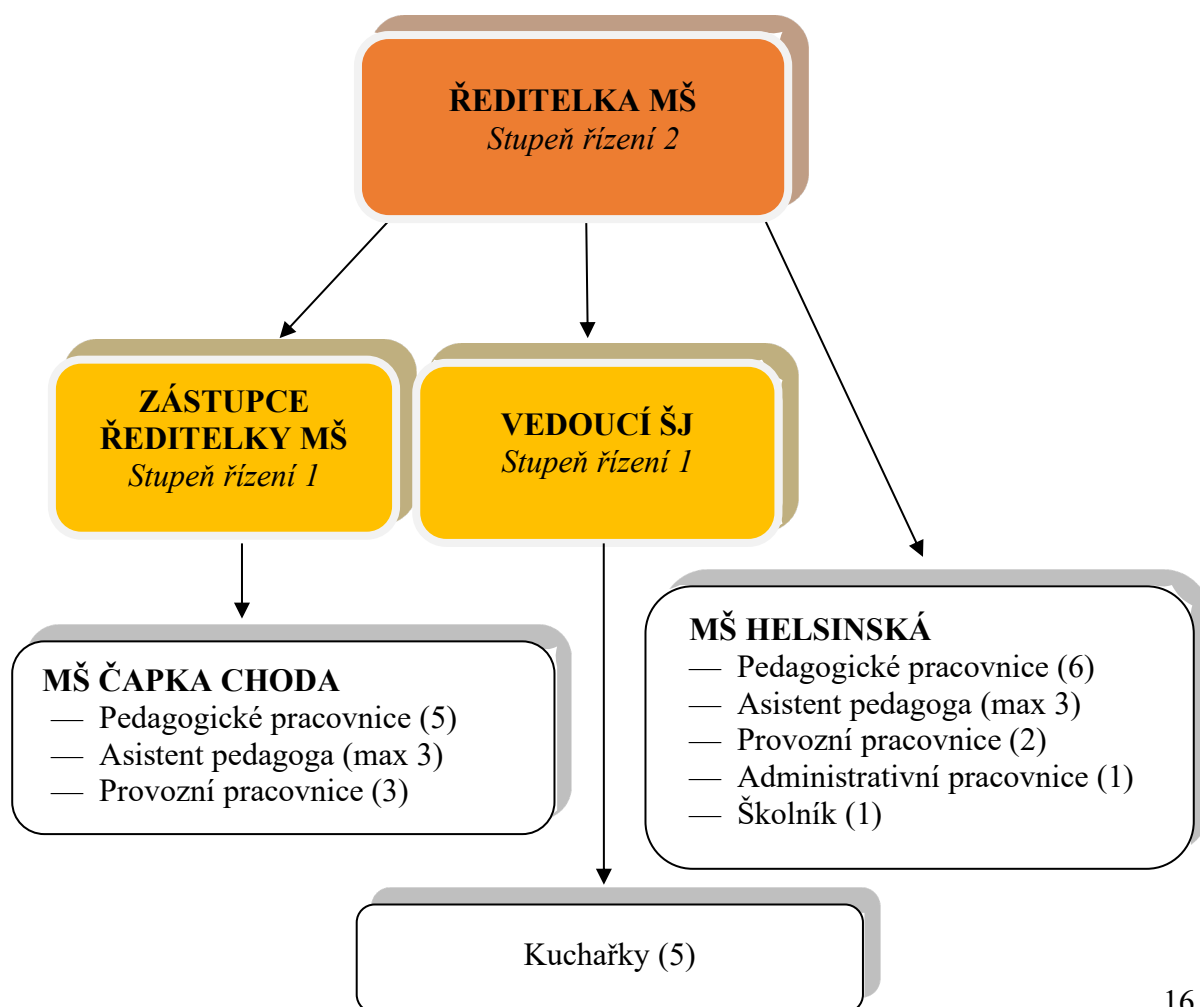 ŘEDITELKA MŠ
Stupeň řízení 2
ZÁSTUPCE
ŘEDITELKY MŠ
Stupeň řízení 1
VEDOUCÍ ŠJ
Stupeň řízení 1
MŠ ČAPKA CHODA
— Pedagogické pracovnice (5)
— Asistent pedagoga (max 3)
— Provozní pracovnice (3)
MŠ HELSINSKÁ
— Pedagogické pracovnice (6)
— Asistent pedagoga (max 3)
— Provozní pracovnice (2)
— Administrativní pracovnice (1)
— Školník (1)
Kuchařky (5)
16